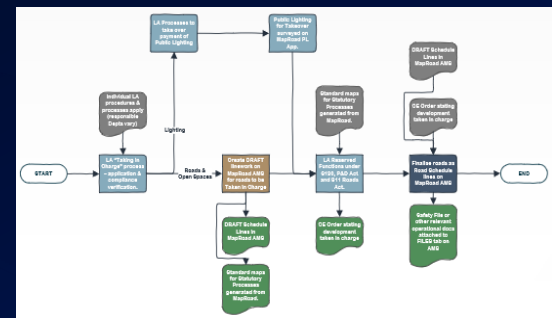 LA Processes to
take over
payment of
Public Lighting
Public Lighting
for Takeover
surveyed on
MapRoad PL
App.
DRAFT Schedule
Lines in
MapRoad AMS
Individual LA
procedures &
processes apply
(responsible
Depts vary)
Standard maps
for Statutory
Processes
generated from
MapRoad.
CE Order stating
development
taken in charge
Lighting
START
LA "Taking in
Charge" process
- application &
compliance
verification.
Roads &
Open Spaces
Create DRAFT
linework on
MapRoad AMS
for roads to
be Taken in Charge
LA Reserved
Functions under
S180, P&D Act
and S11 Roads
Act.
Finalise roads as
Road Schedule
lines on
MapRoad AMS
END
DRAFT Schedule
Lines in
MapRoad AMS
CE Order stating
development
taken in charge
Safety File or
other relevant
operational docs
attached to
FILES tab on
AMS
Standard maps
for Statutory
Processes
generated from
MapRoad.